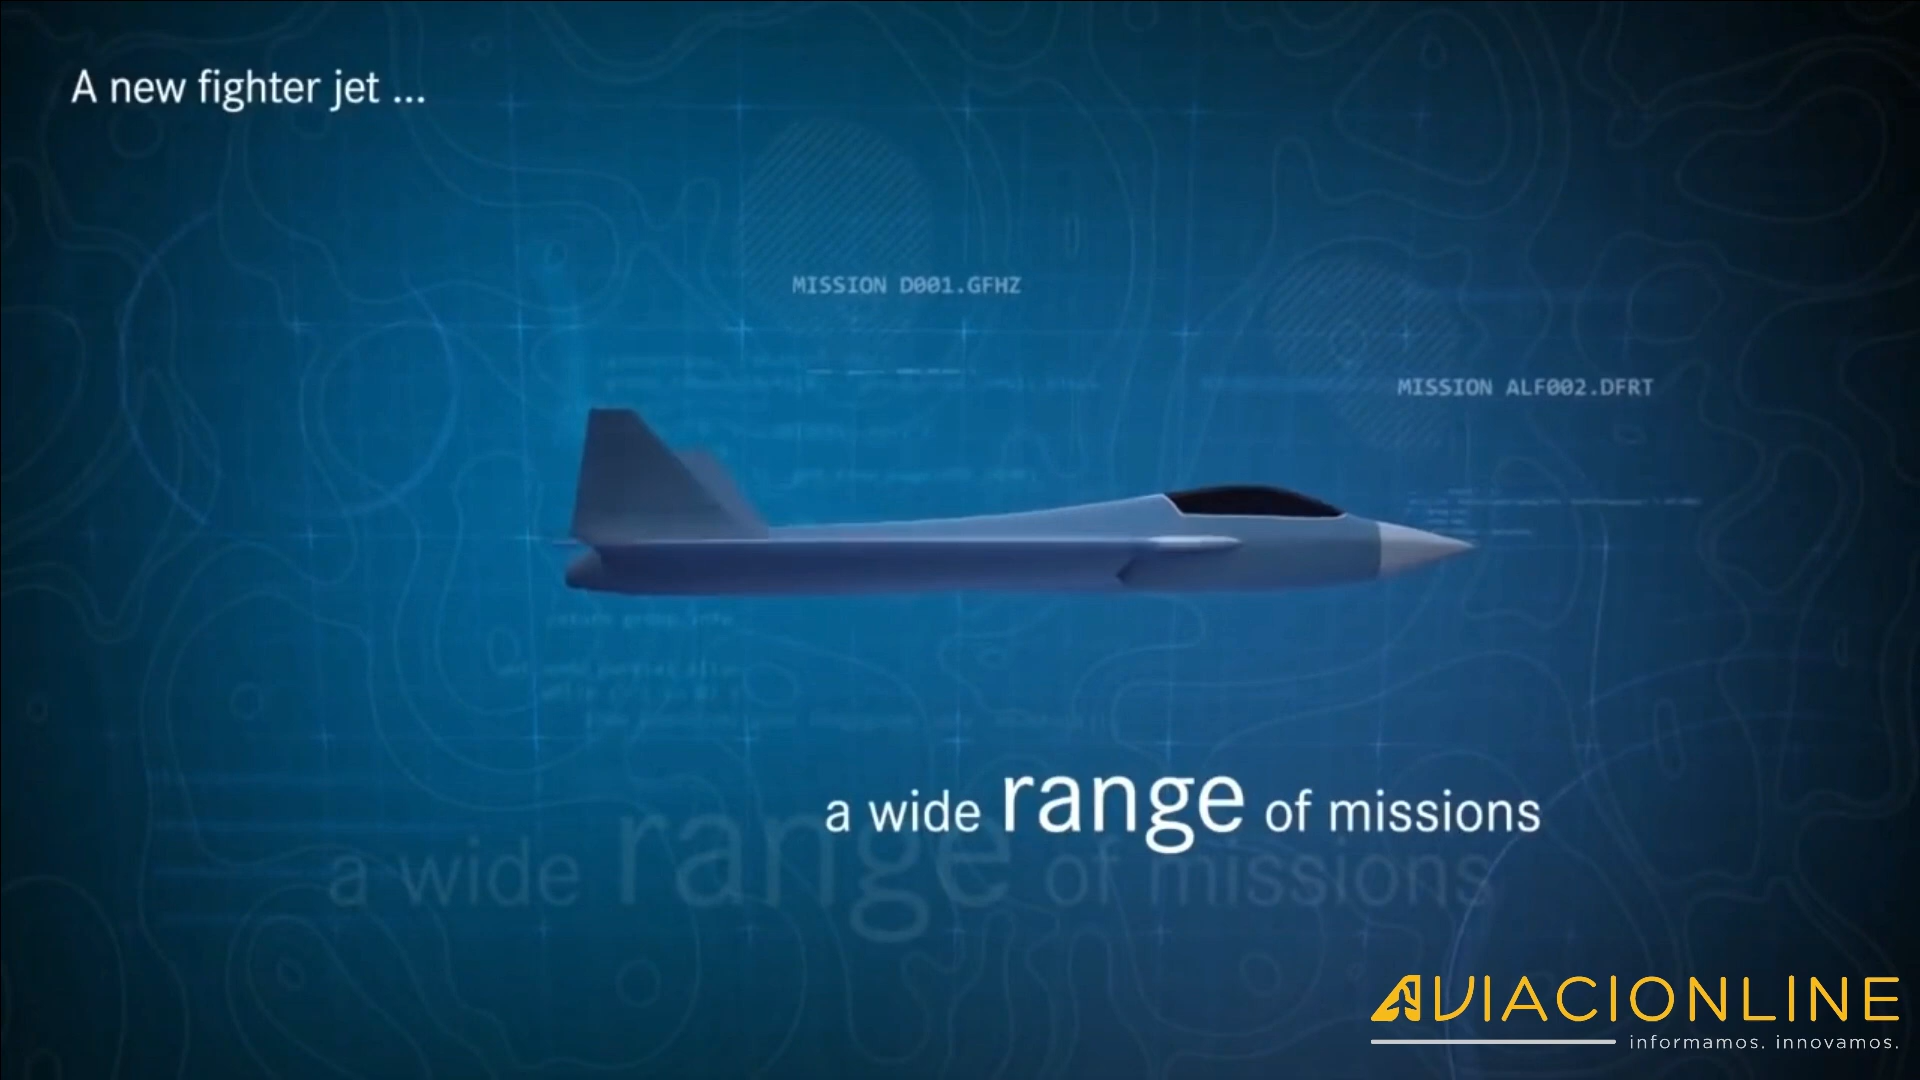 A new fighter jet ...
MISSION D001.GFHZ
MISSION ALF002.DFRT
a wide range of missions
a wide range of missions
AVIACIONLINE
informamos. innovamos.